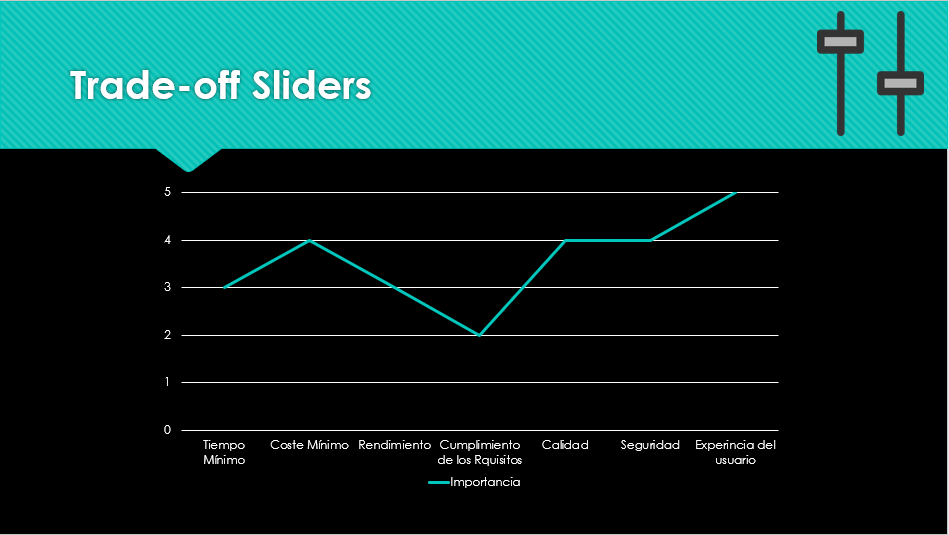 Trade-off Sliders
5
4
3
2
1
0
Tiempo Mínimo
Coste Mínimo
Rendimiento
Cumplimiento de los Rquisitos
Calidad
Seguridad
Experincia del usuario
Importancia